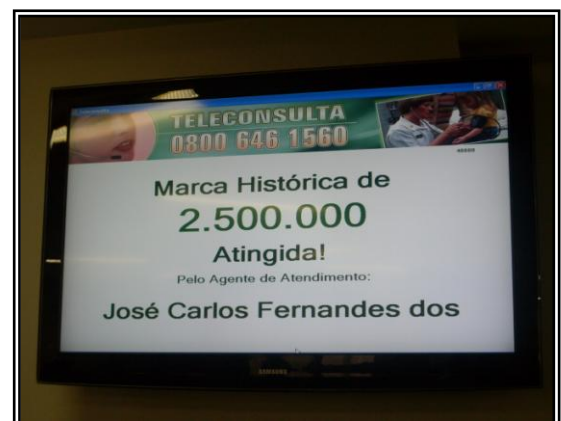 TELECONSULTA
0800 646 1560
Marca Histórica de
2.500.000
Atingida!
Pelo Agente de Atendimento:
José Carlos Fernandes dos
SAMSUNG